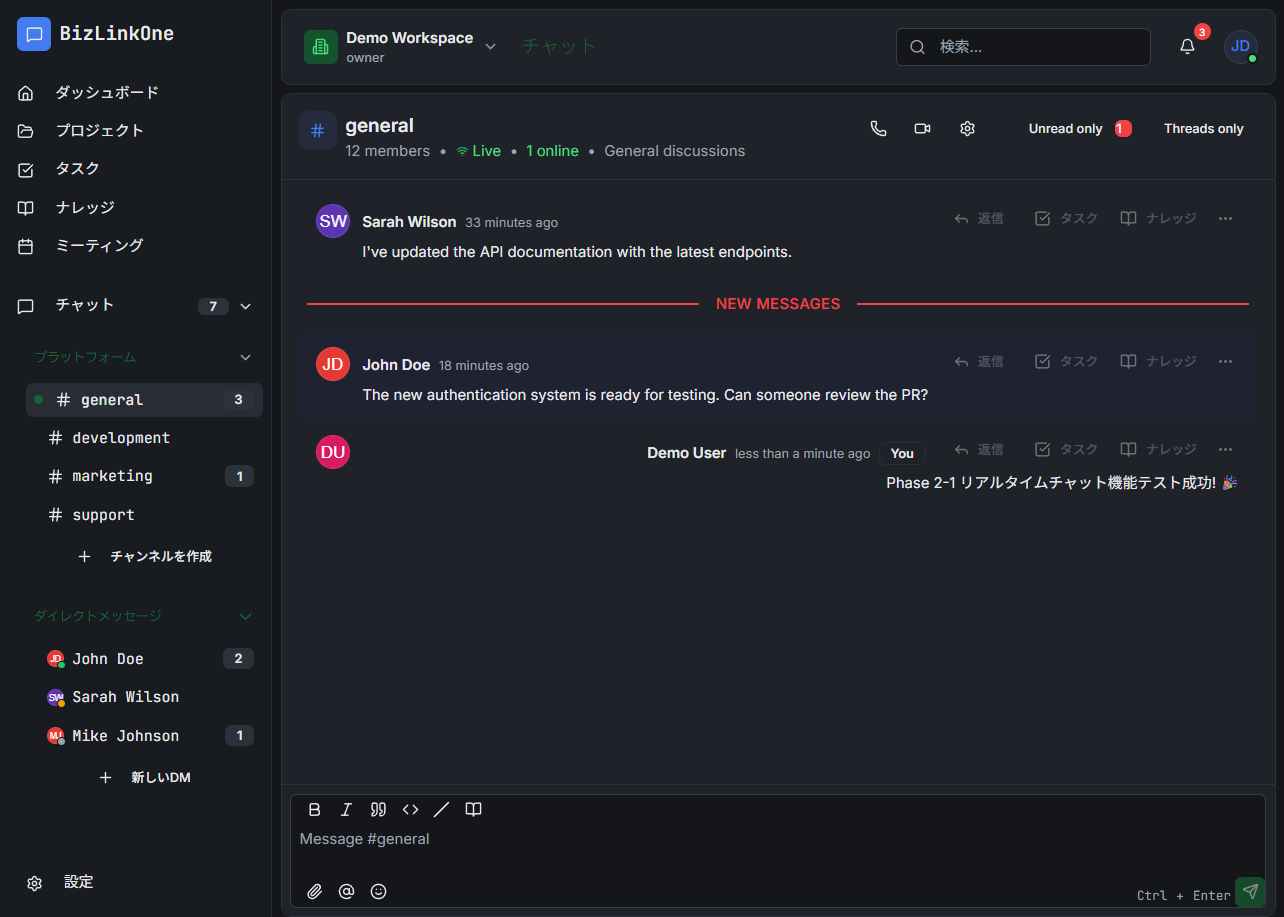 BizLinkOne
ダッシュボード
プロジェクト
タスク
ナレッジ
ミーティング
チャット 7
プラットフォーム
# general 3
# development
# marketing 1
# support
+ チャンネルを作成
ダイレクトメッセージ
JD John Doe 2
SW Sarah Wilson
MJ Mike Johnson 1
+ 新しいDM
設定
Demo Workspace
owner
チャット
検索...
3
JD
# general
12 members • Live • 1 online • General discussions
Unread only 1
Threads only
SW Sarah Wilson 33 minutes ago
返信 タスク ナレッジ ...
I've updated the API documentation with the latest endpoints.
NEW MESSAGES
JD John Doe 18 minutes ago
返信 タスク ナレッジ ...
The new authentication system is ready for testing. Can someone review the PR?
DU Demo User less than a minute ago You
返信 タスク ナレッジ ...
Phase 2-1 リアルタイムチャット機能テスト成功! 🎉
B I
Message #general
@
Ctrl + Enter